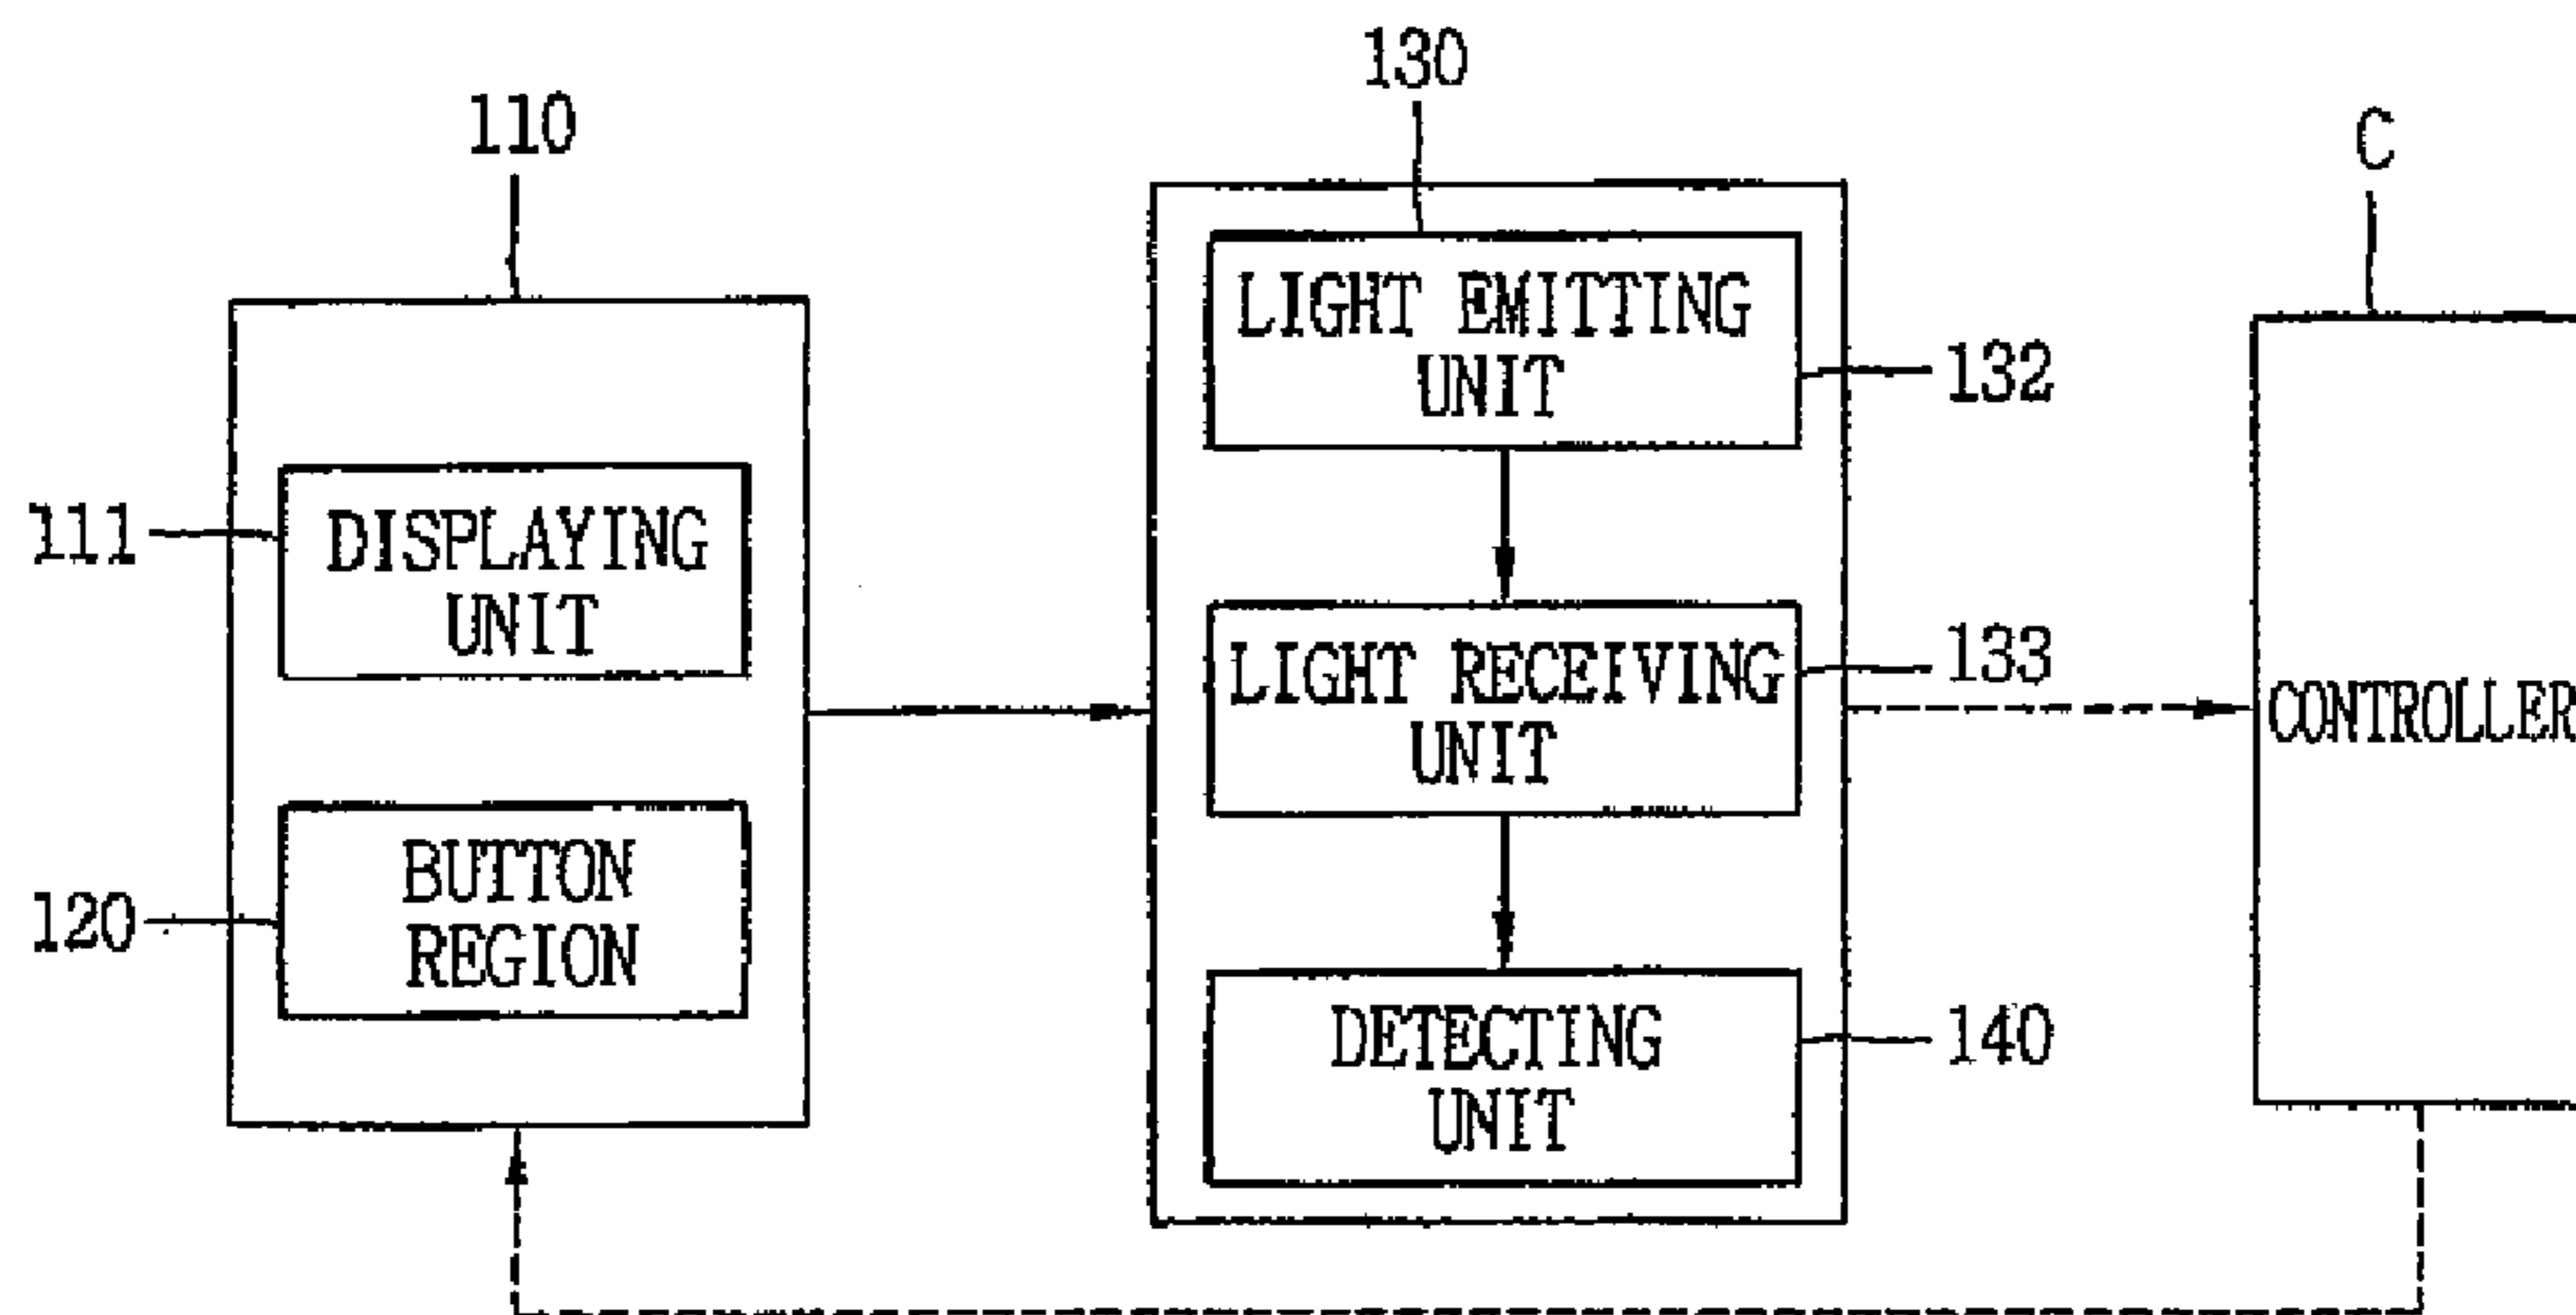 110
111
DISPLAYING
UNIT
120
BUTTON
REGION
130
LIGHT EMITTING
UNIT
132
LIGHT RECEIVING
UNIT
133
DETECTING
UNIT
140
C
CONTROLLER